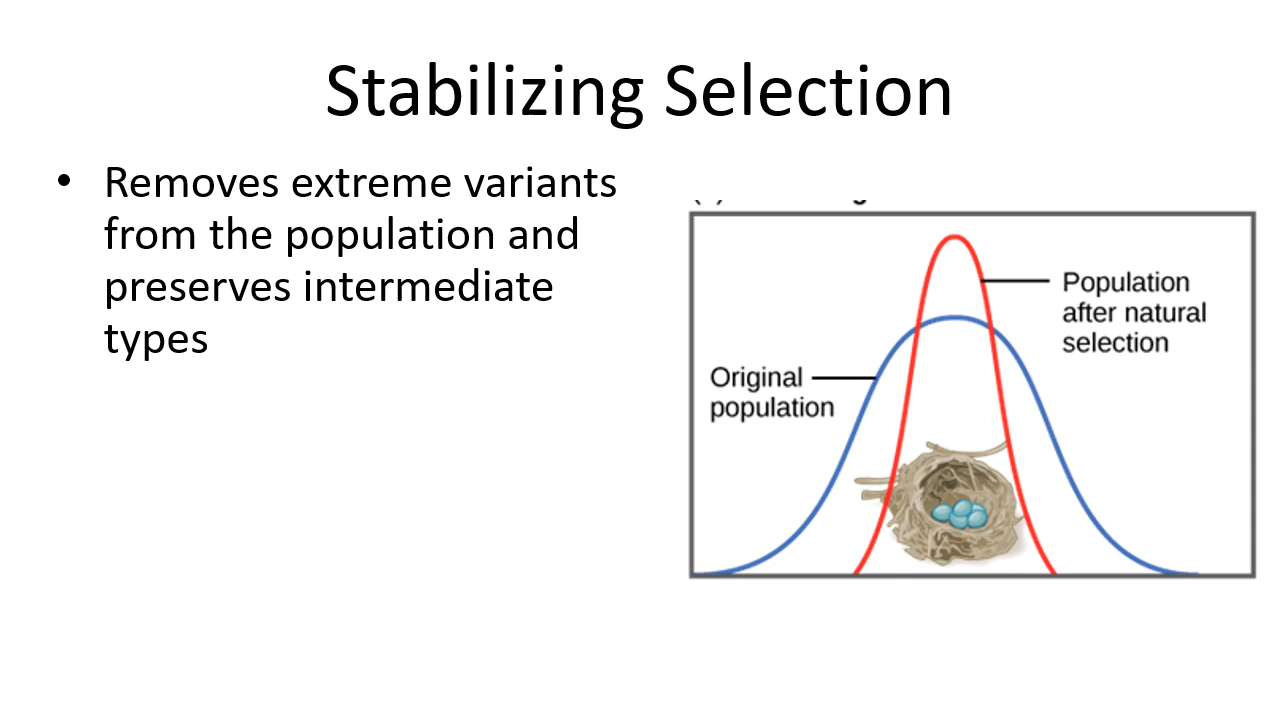 Stabilizing Selection
• Removes extreme variants
from the population and
preserves intermediate
types
Population
after natural
selection
Original
population